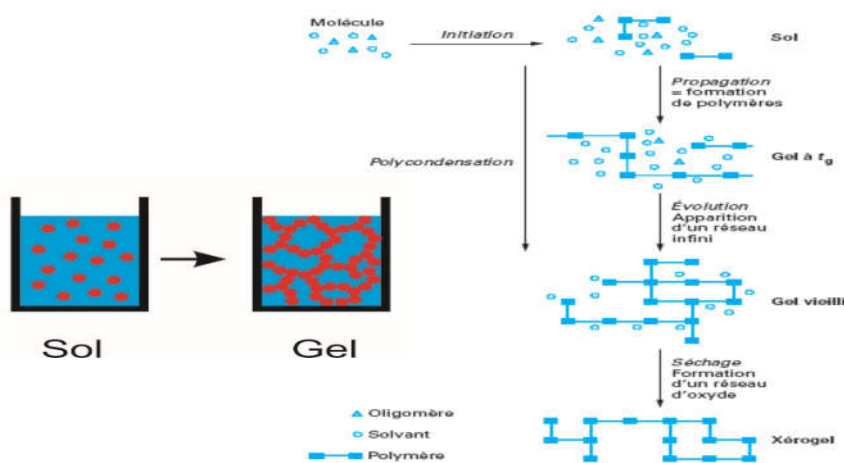 Molécule
Initiation
Sol
Propagation
= formation
de polymères
Polycondensation
Gel à tg
Évolution
Apparition
d'un réseau
infini
Gel vieilli
Sol
Gel
Séchage
Formation
d'un réseau
d'oxyde
Oligomère
Solvant
Polymère
Xérogel